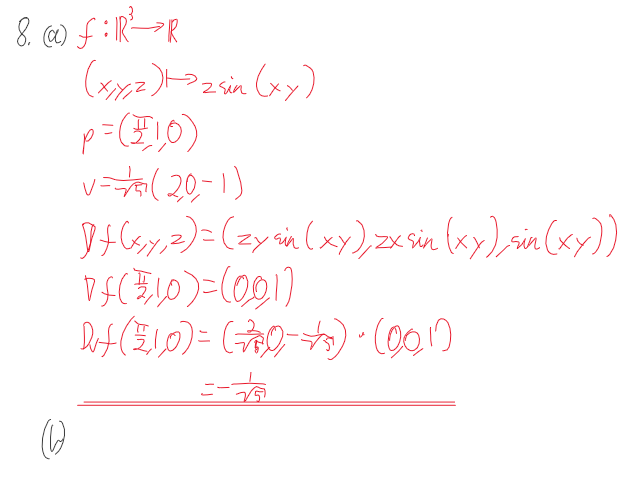 8. (a) f : ℝ³ → ℝ
(x,y,z) ↦ z sin (xy)
p = (π/2, 1, 0)
v = 1/√5 (2, 0, -1)
∇f(x,y,z) = (zy sin (xy), zx sin (xy), sin (xy))
∇f(π/2, 1, 0) = (0, 0, 1)
Dᵥf(π/2, 1, 0) = (2/√5, 0, -1/√5) · (0, 0, 1)
= -1/√5
(b)